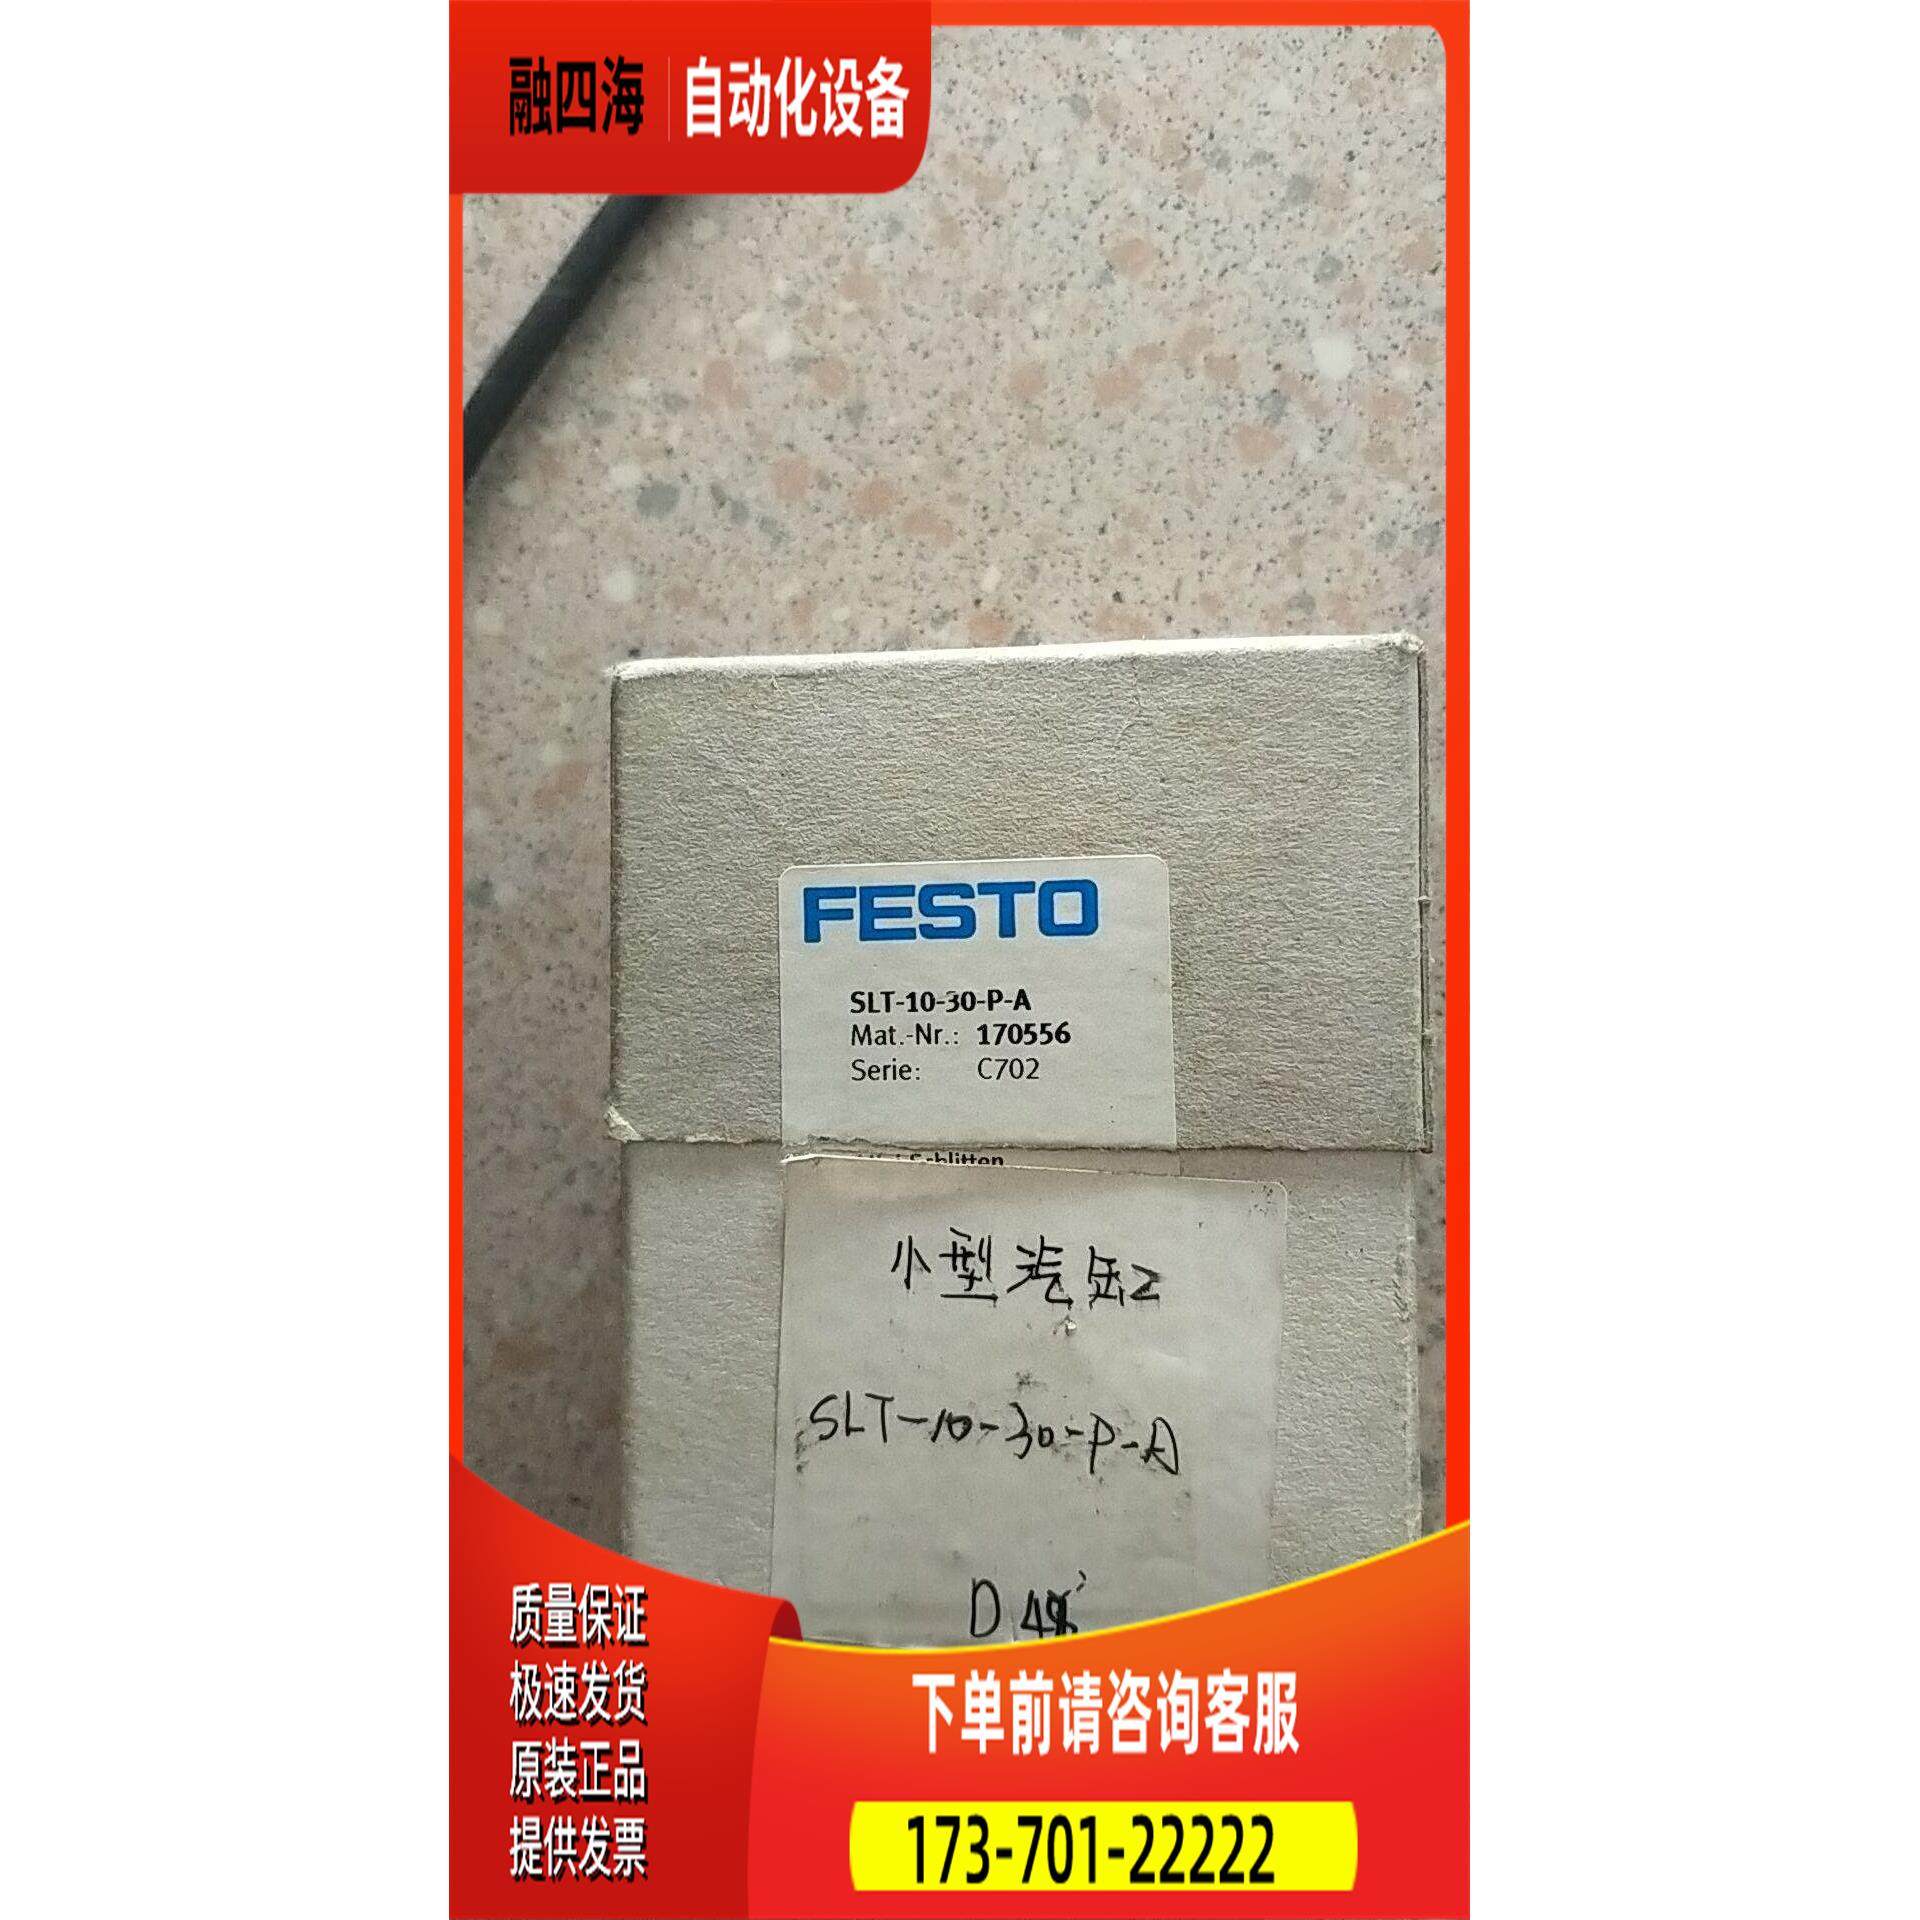 融四海 自动化设备
FESTO
SLT-10-30-P-A
Mat.-Nr.: 170556
Serie: C702
Schlitten
小型汽缸
SLT-10-30-P-A
质量保证
极速发货
原装正品
提供发票
下单前请咨询客服
173-701-22222